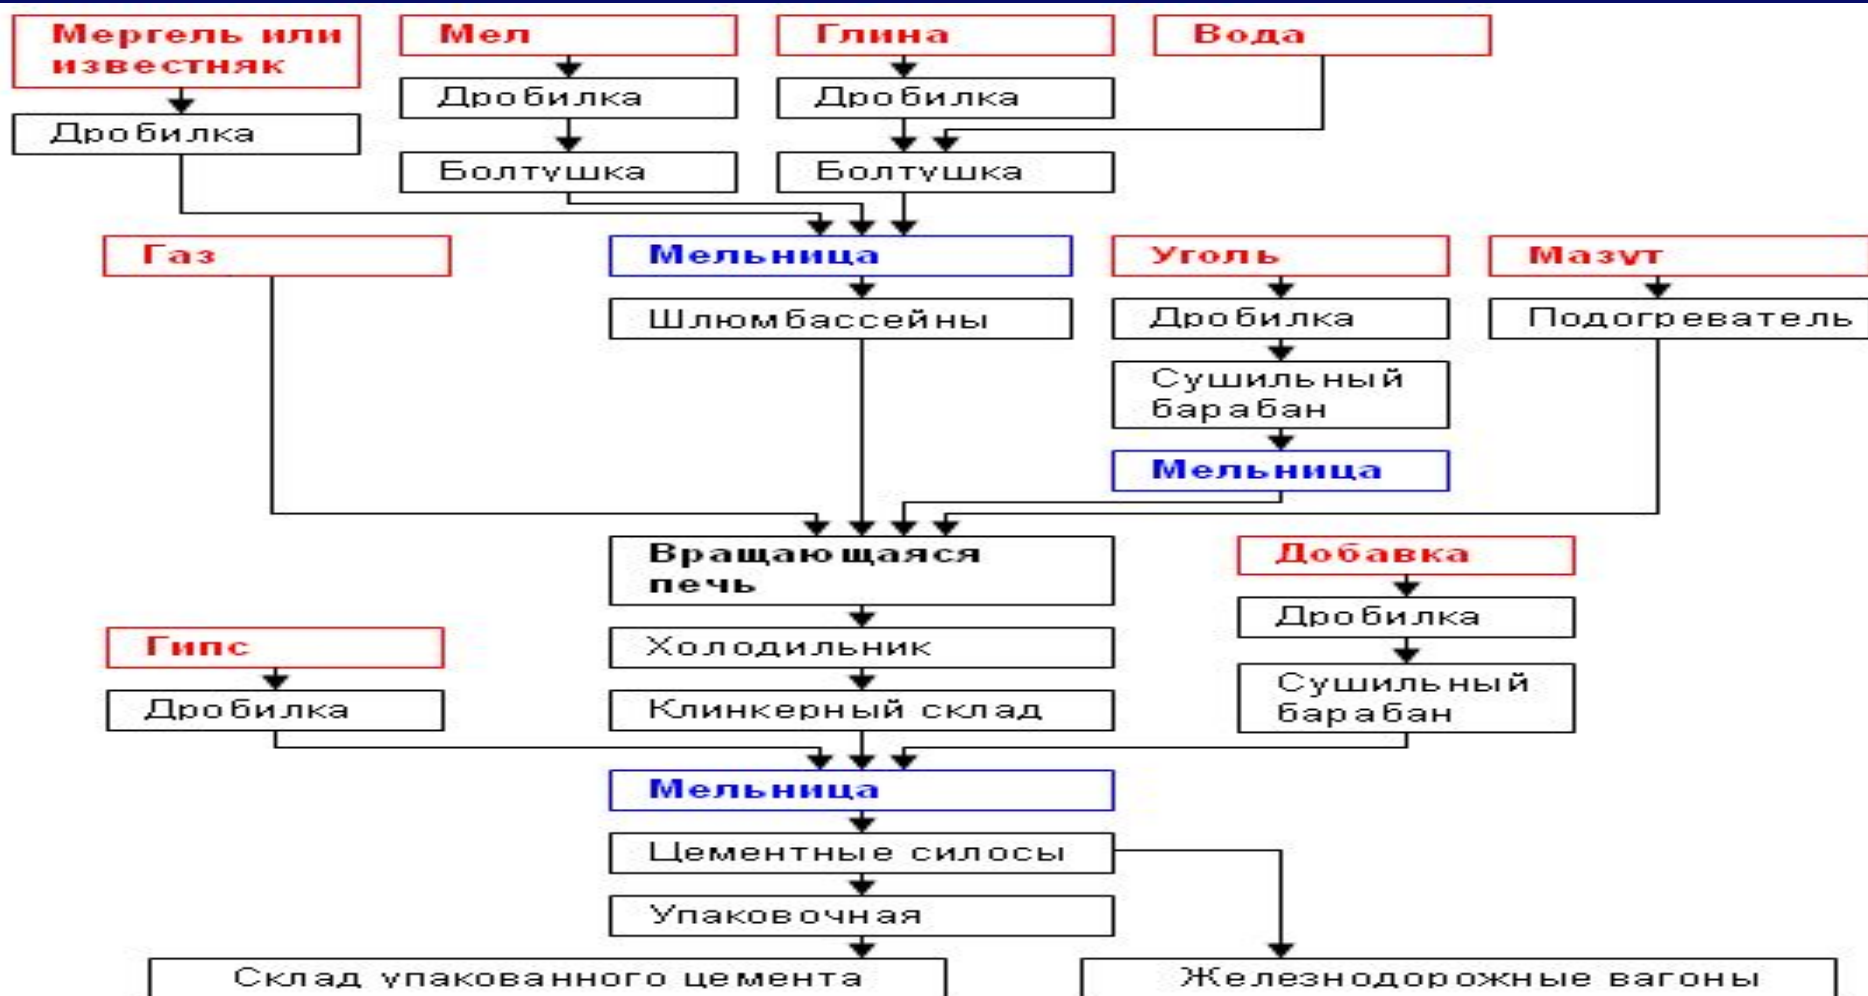 Мергель или
известняк
Мел
Глина
Вода
Дробилка
Дробилка
Дробилка
Болтушка
Болтушка
Газ
Мельница
Уголь
Мазут
Шлюмбассейны
Дробилка
Подогреватель
Сушильный
барабан
Мельница
Вращающаяся
печь
Добавка
Дробилка
Гипс
Холодильник
Сушильный
барабан
Дробилка
Клинкерный склад
Мельница
Цементные силосы
Упаковочная
Склад упакованного цемента
Железнодорожные вагоны